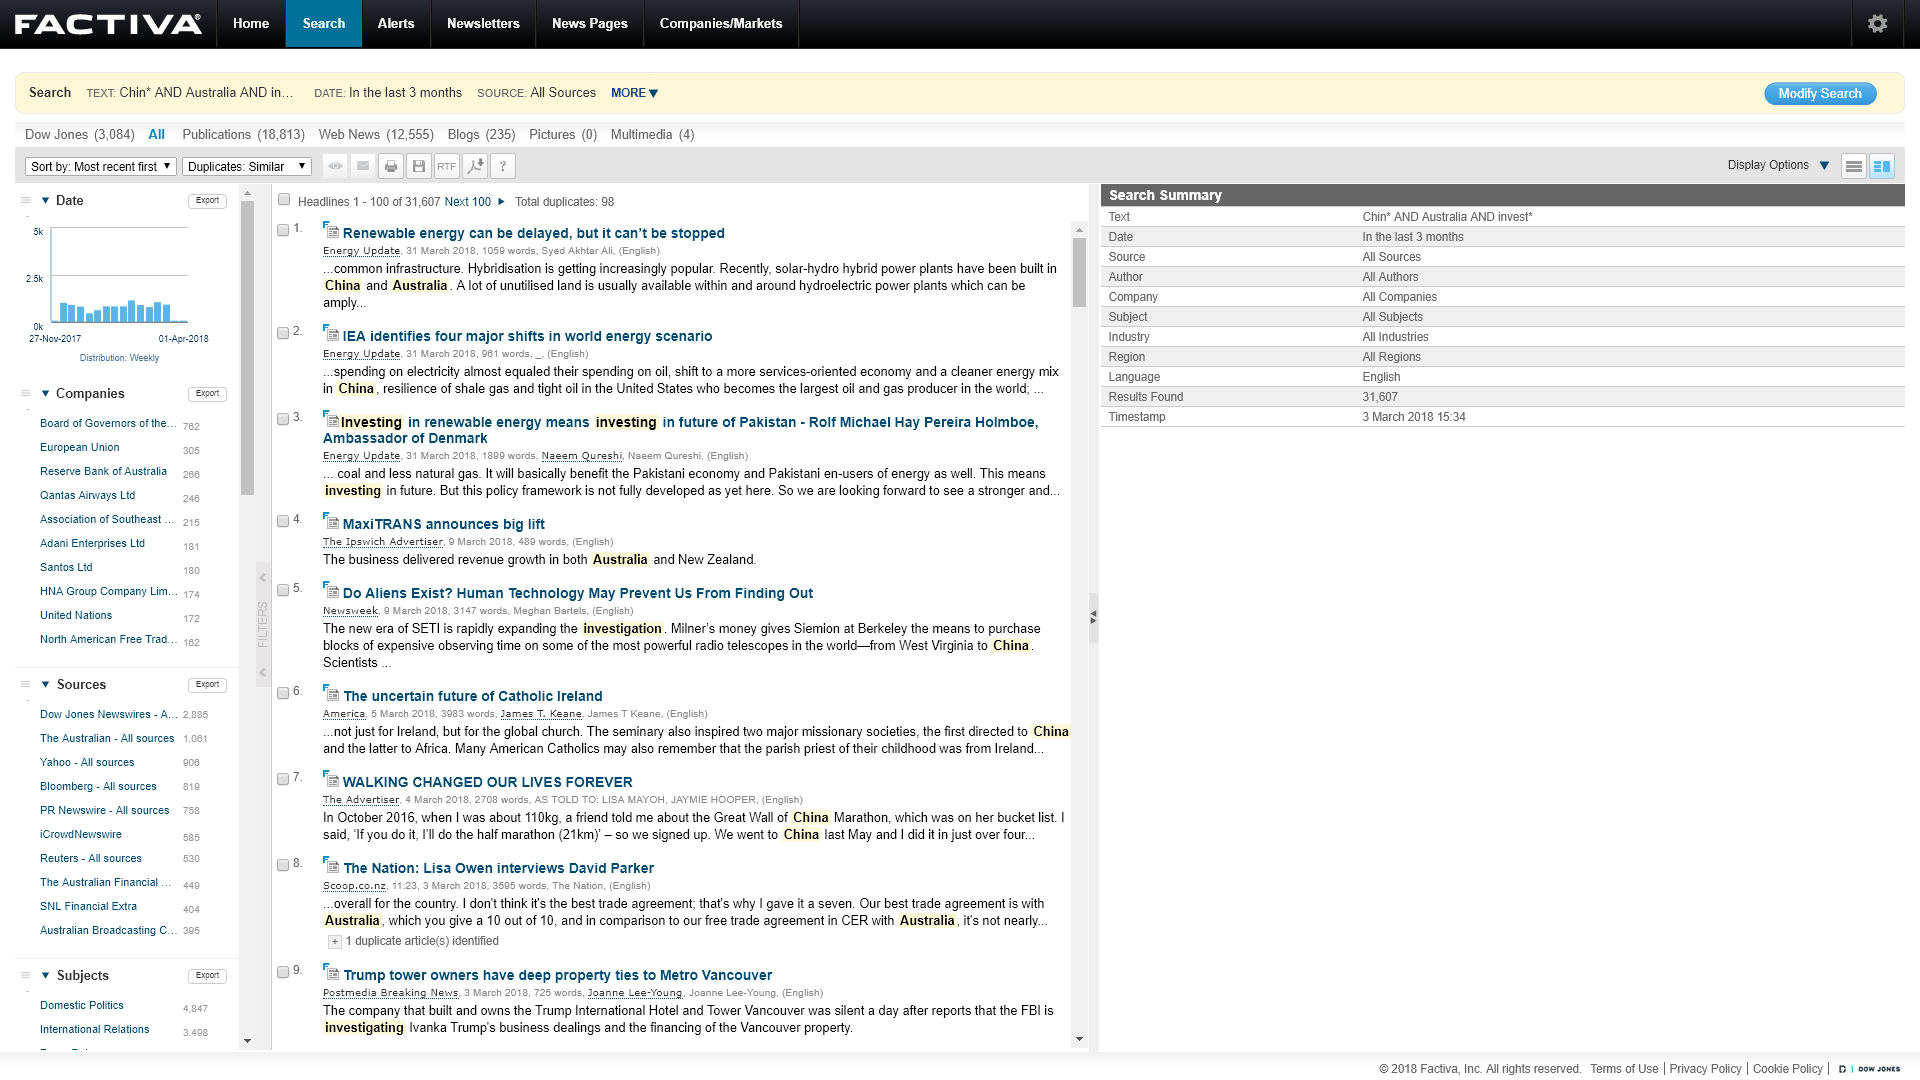 FACTIVA® Home Search Alerts Newsletters News Pages Companies/Markets
Search TEXT: Chin* AND Australia AND in... DATE: In the last 3 months SOURCE: All Sources MORE▼ Modify Search
Dow Jones (3,084) All Publications (18,813) Web News (12,555) Blogs (235) Pictures (0) Multimedia (4)
Sort by: Most recent first ▼ Duplicates: Similar ▼ RTF ? Display Options ▼
Date Export
5k
2.5k
0k
27-Nov-2017 01-Apr-2018
Distribution: Weekly
Companies Export
Board of Governors of the... 762
European Union 305
Reserve Bank of Australia 266
Qantas Airways Ltd 246
Association of Southeast ... 215
Adani Enterprises Ltd 181
Santos Ltd 180
HNA Group Company Lim... 174
United Nations 172
North American Free Trad... 162
Sources Export
Dow Jones Newswires - A... 2,885
The Australian - All sources 1,061
Yahoo - All sources 906
Bloomberg - All sources 819
PR Newswire - All sources 758
iCrowdNewswire 585
Reuters - All sources 530
The Australian Financial ... 449
SNL Financial Extra 404
Australian Broadcasting C... 395
Subjects Export
Domestic Politics 4,847
International Relations 3,498
FILTERS
Headlines 1 - 100 of 31,607 Next 100 Total duplicates: 98
1. Renewable energy can be delayed, but it can’t be stopped
Energy Update, 31 March 2018, 1059 words, Syed Akhtar Ali, (English)
...common infrastructure. Hybridisation is getting increasingly popular. Recently, solar-hydro hybrid power plants have been built in
China and Australia. A lot of unutilised land is usually available within and around hydroelectric power plants which can be
amply...
2. IEA identifies four major shifts in world energy scenario
Energy Update, 31 March 2018, 961 words, _, (English)
...spending on electricity almost equaled their spending on oil, shift to a more services-oriented economy and a cleaner energy mix
in China, resilience of shale gas and tight oil in the United States who becomes the largest oil and gas producer in the world; ...
3. Investing in renewable energy means investing in future of Pakistan - Rolf Michael Hay Pereira Holmboe,
Ambassador of Denmark
Energy Update, 31 March 2018, 1899 words, Naeem Qureshi, Naeem Qureshi, (English)
... coal and less natural gas. It will basically benefit the Pakistani economy and Pakistani en-users of energy as well. This means
investing in future. But this policy framework is not fully developed as yet here. So we are looking forward to see a stronger and...
4. MaxiTRANS announces big lift
The Ipswich Advertiser, 9 March 2018, 489 words, (English)
The business delivered revenue growth in both Australia and New Zealand.
5. Do Aliens Exist? Human Technology May Prevent Us From Finding Out
Newsweek, 9 March 2018, 3147 words, Meghan Bartels, (English)
The new era of SETI is rapidly expanding the investigation. Milner’s money gives Siemion at Berkeley the means to purchase
blocks of expensive observing time on some of the most powerful radio telescopes in the world—from West Virginia to China.
Scientists ...
6. The uncertain future of Catholic Ireland
America, 5 March 2018, 3983 words, James T. Keane, James T Keane, (English)
...not just for Ireland, but for the global church. The seminary also inspired two major missionary societies, the first directed to China
and the latter to Africa. Many American Catholics may also remember that the parish priest of their childhood was from Ireland...
7. WALKING CHANGED OUR LIVES FOREVER
The Advertiser, 4 March 2018, 2708 words, AS TOLD TO: LISA MAYOH, JAYMIE HOOPER, (English)
In October 2016, when I was about 110kg, a friend told me about the Great Wall of China Marathon, which was on her bucket list. I
said, ‘If you do it, I’ll do the half marathon (21km)’ – so we signed up. We went to China last May and I did it in just over four...
8. The Nation: Lisa Owen interviews David Parker
Scoop.co.nz, 11:23, 3 March 2018, 3595 words, The Nation, (English)
...overall for the country. I don’t think it’s the best trade agreement; that’s why I gave it a seven. Our best trade agreement is with
Australia, which you give a 10 out of 10, and in comparison to our free trade agreement in CER with Australia, it’s not nearly...
+ 1 duplicate article(s) identified
9. Trump tower owners have deep property ties to Metro Vancouver
Postmedia Breaking News, 3 March 2018, 725 words, Joanne Lee-Young, Joanne Lee-Young, (English)
The company that built and owns the Trump International Hotel and Tower Vancouver was silent a day after reports that the FBI is
investigating Ivanka Trump's business dealings and the financing of the Vancouver property.
Search Summary
Text Chin* AND Australia AND invest*
Date In the last 3 months
Source All Sources
Author All Authors
Company All Companies
Subject All Subjects
Industry All Industries
Region All Regions
Language English
Results Found 31,607
Timestamp 3 March 2018 15:34
© 2018 Factiva, Inc. All rights reserved. Terms of Use | Privacy Policy | Cookie Policy | D | DOW JONES